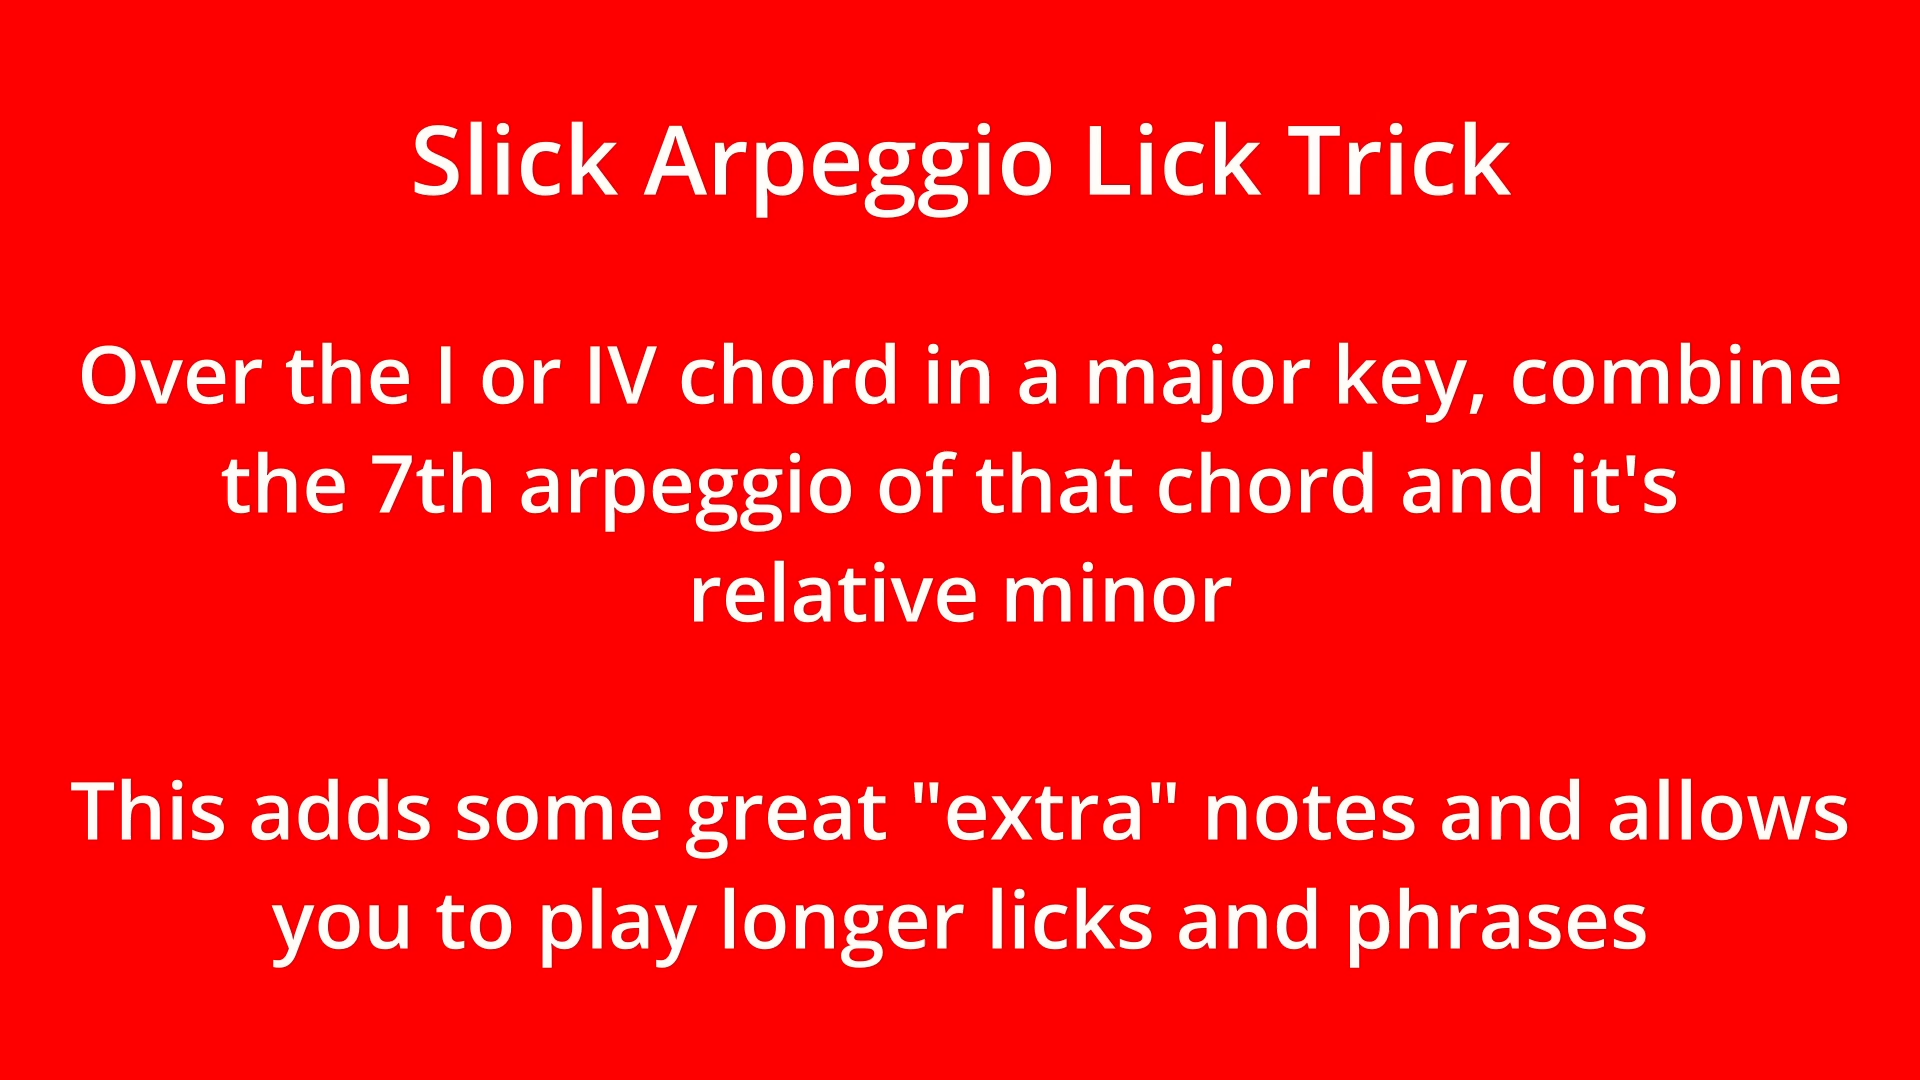 Slick Arpeggio Lick Trick
Over the I or IV chord in a major key, combine
the 7th arpeggio of that chord and it's
relative minor
This adds some great "extra" notes and allows
you to play longer licks and phrases